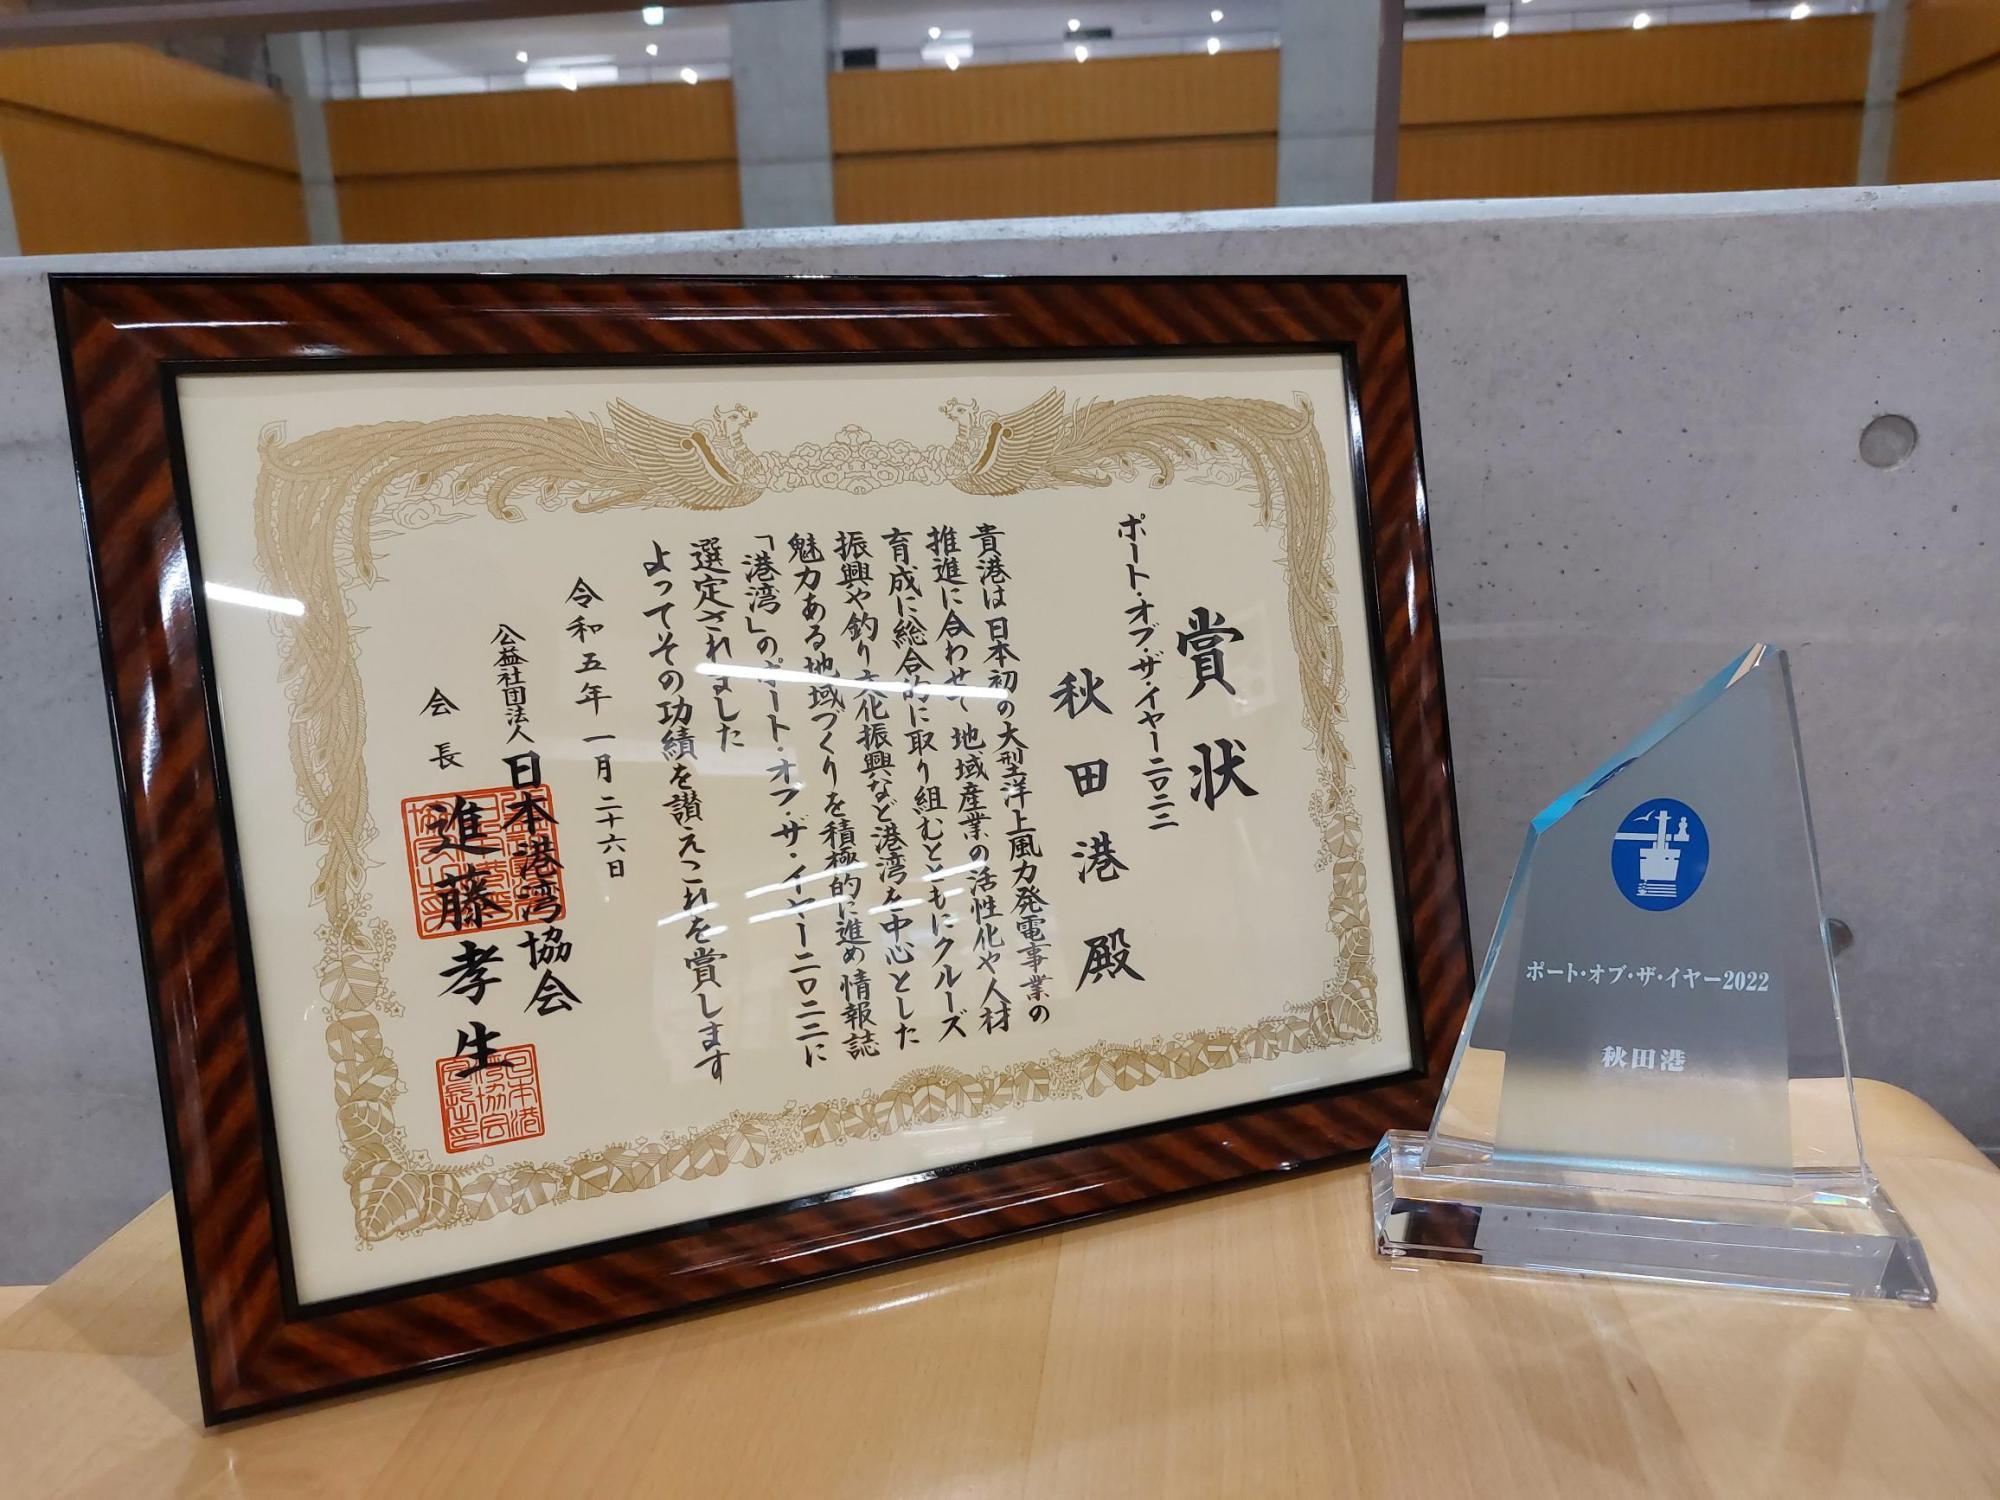 賞状
ポート・オブ・ザ・イヤー二〇二二
秋田港殿
貴港は日本初の大型洋上風力発電事業の
推進に合わせて地域産業の活性化や人材
育成に総合的に取り組むとともにクルーズ
振興や釣り文化振興など港湾を中心とした
魅力ある地域づくりを積極的に進め情報誌
「港湾」のポート・オブ・ザ・イヤー二〇二二に
選定されました
よってその功績を讃えこれを賞します
令和五年一月二十六日
公益社団法人日本港湾協会
会長進藤孝生
ポート・オブ・ザ・イヤー2022
秋田港